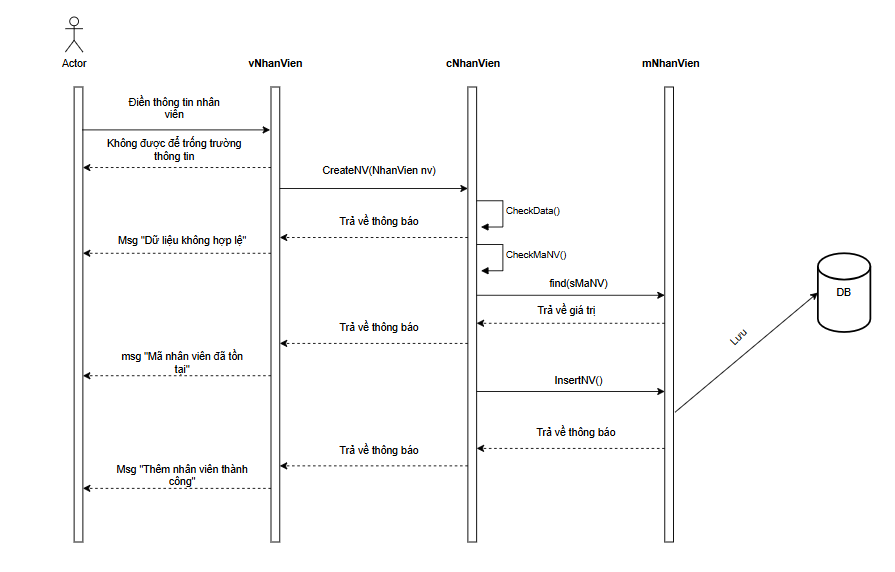 Actor
vNhanVien
cNhanVien
mNhanVien
Điền thông tin nhân
viên
Không được để trống trường
thông tin
CreateNV(NhanVien nv)
CheckData()
Trả về thông báo
Msg "Dữ liệu không hợp lệ"
CheckMaNV()
find(sMaNV)
DB
Trả về giá trị
Trả về thông báo
Lưu
msg "Mã nhân viên đã tồn
tại"
InsertNV()
Trả về thông báo
Trả về thông báo
Msg "Thêm nhân viên thành
công"